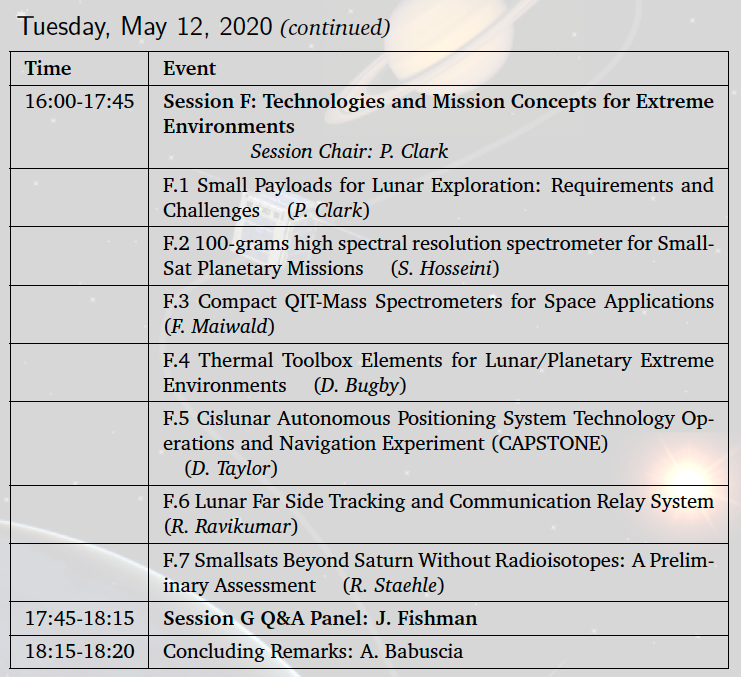 Tuesday, May 12, 2020 (continued)
Time Event
16:00-17:45 Session F: Technologies and Mission Concepts for Extreme
Environments
Session Chair: P. Clark
F.1 Small Payloads for Lunar Exploration: Requirements and
Challenges (P. Clark)
F.2 100-grams high spectral resolution spectrometer for Small-
Sat Planetary Missions (S. Hosseini)
F.3 Compact QIT-Mass Spectrometers for Space Applications
(F. Maiwald)
F.4 Thermal Toolbox Elements for Lunar/Planetary Extreme
Environments (D. Bugby)
F.5 Cislunar Autonomous Positioning System Technology Op-
erations and Navigation Experiment (CAPSTONE)
(D. Taylor)
F.6 Lunar Far Side Tracking and Communication Relay System
(R. Ravikumar)
F.7 Smallsats Beyond Saturn Without Radioisotopes: A Prelim-
inary Assessment (R. Staehle)
17:45-18:15 Session G Q&A Panel: J. Fishman
18:15-18:20 Concluding Remarks: A. Babuscia